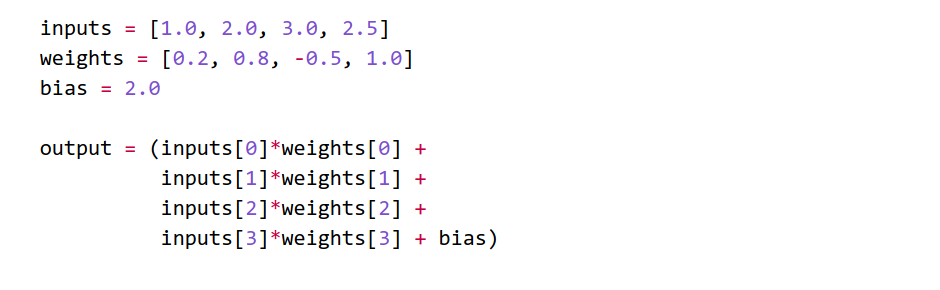 inputs = [1.0, 2.0, 3.0, 2.5]
weights = [0.2, 0.8, -0.5, 1.0]
bias = 2.0

output = (inputs[0]*weights[0] +
          inputs[1]*weights[1] +
          inputs[2]*weights[2] +
          inputs[3]*weights[3] + bias)